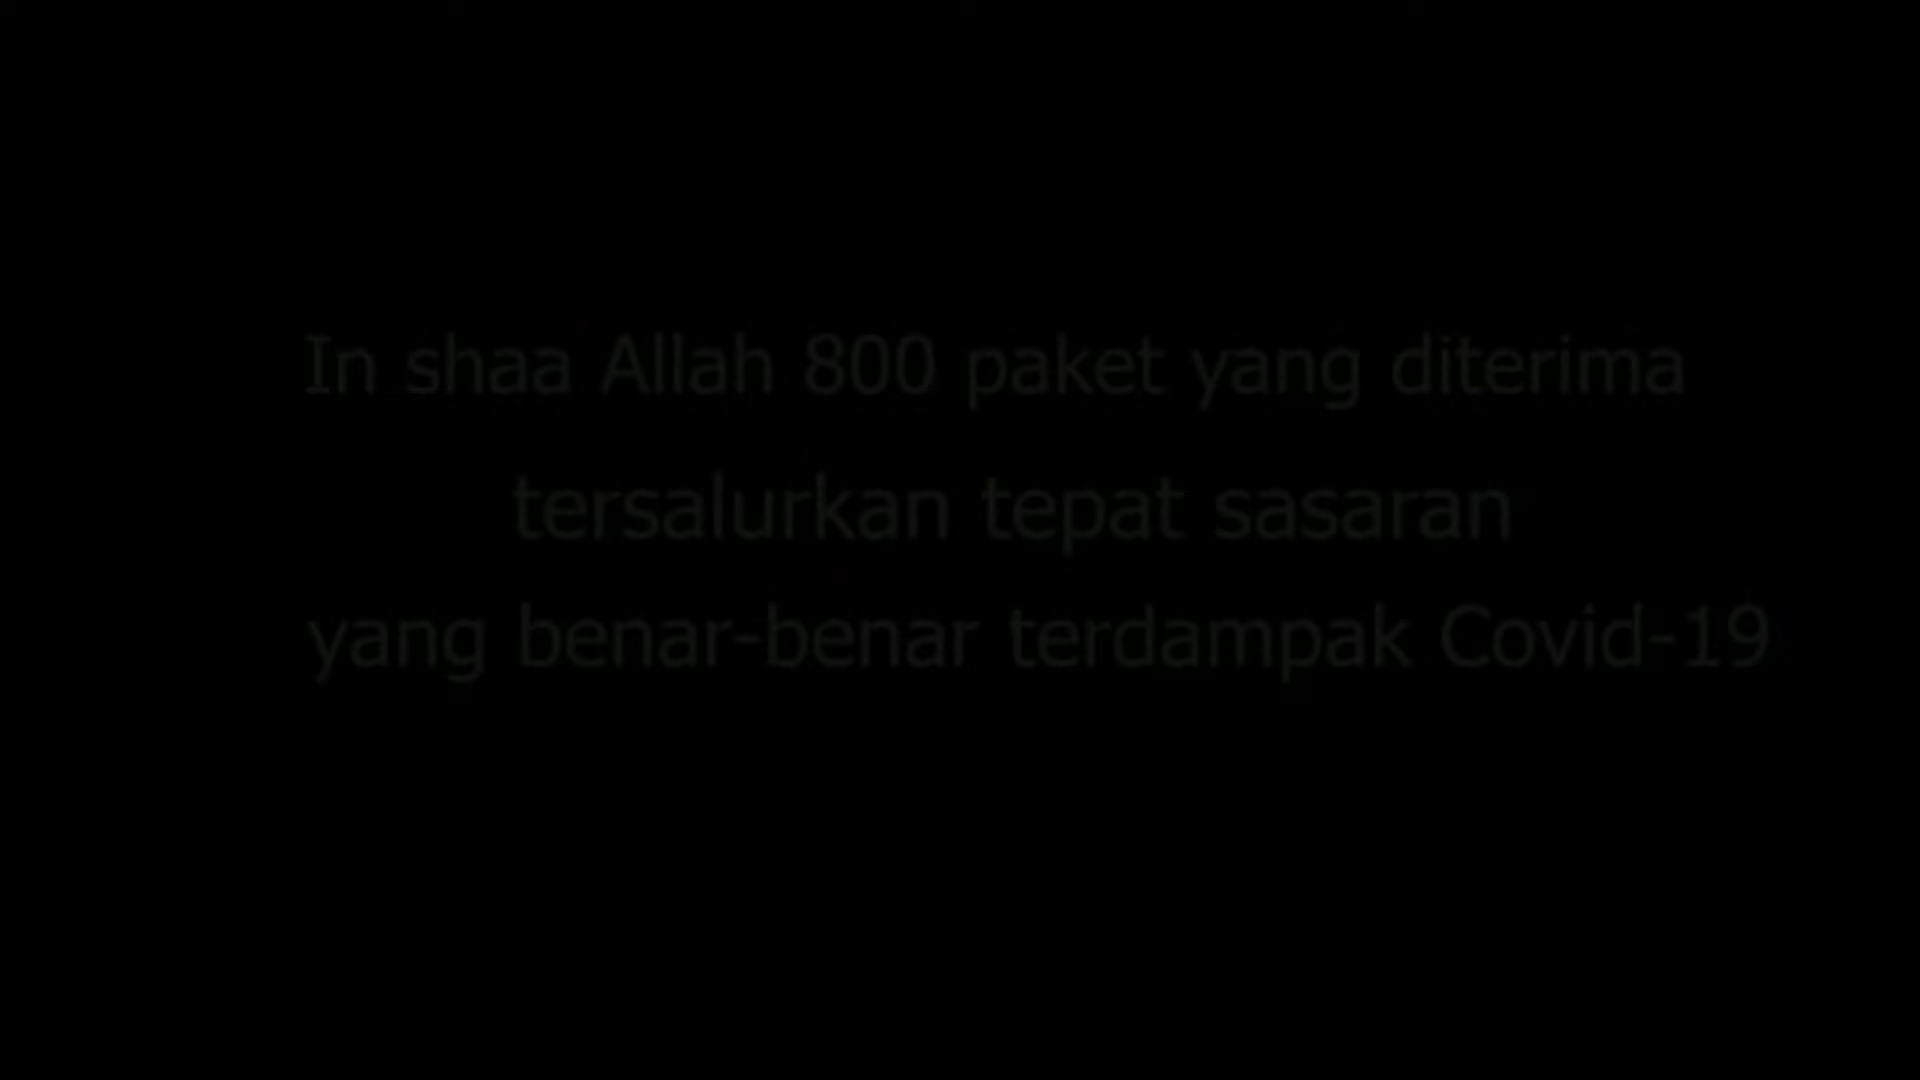 In shaa Allah 800 paket yang diterima
tersalurkan tepat sasaran
yang benar-benar terdampak Covid-19